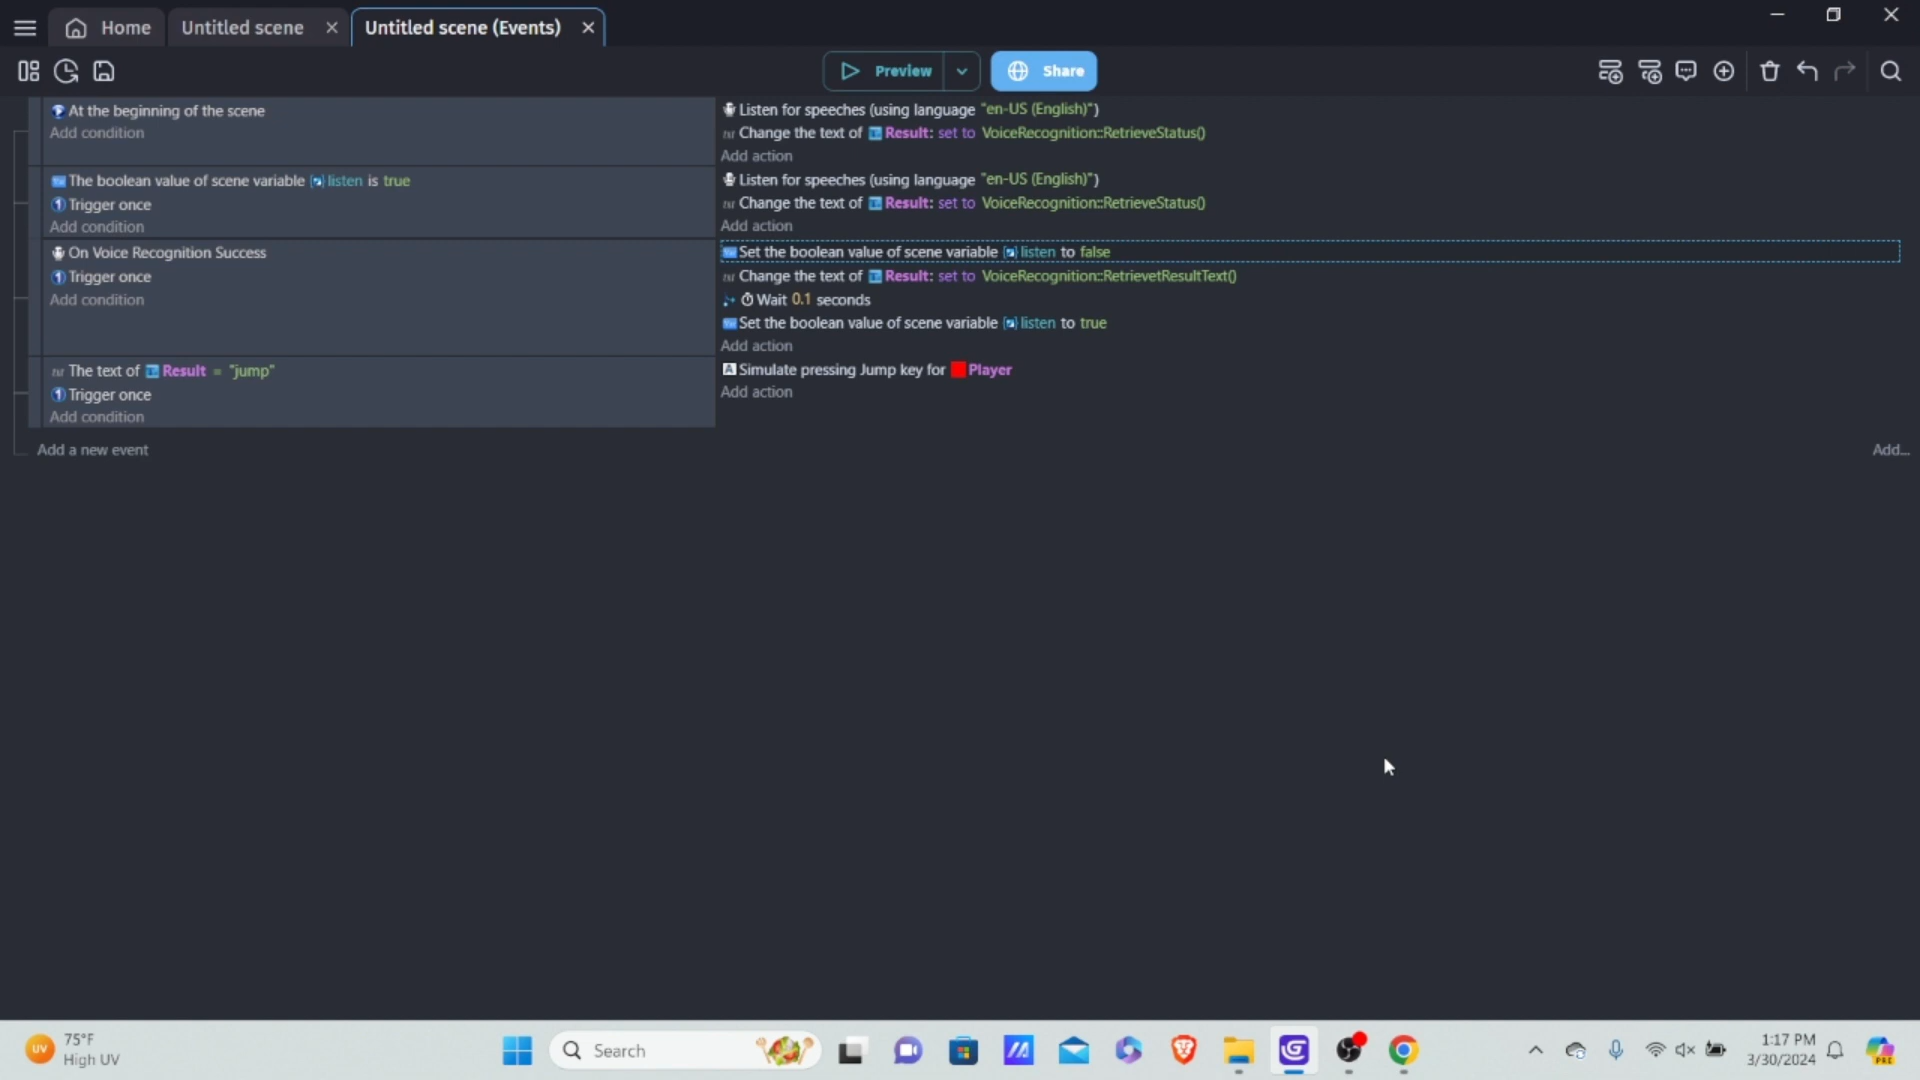 Home
Untitled scene
Untitled scene (Events)
Preview
Share
At the beginning of the scene
Add condition
Listen for speeches (using language "en-US (English)")
Change the text of Result: set to VoiceRecognition::RetrieveStatus()
Add action
The boolean value of scene variable listen is true
Trigger once
Add condition
Listen for speeches (using language "en-US (English)")
Change the text of Result: set to VoiceRecognition::RetrieveStatus()
Add action
On Voice Recognition Success
Trigger once
Add condition
Set the boolean value of scene variable listen to false
Change the text of Result: set to VoiceRecognition::RetrievetResultText()
Wait 0.1 seconds
Set the boolean value of scene variable listen to true
Add action
The text of Result = "jump"
Trigger once
Add condition
Simulate pressing Jump key for Player
Add action
Add a new event
Add...
UV
75°F
High UV
Search
1:17 PM
3/30/2024
PRE